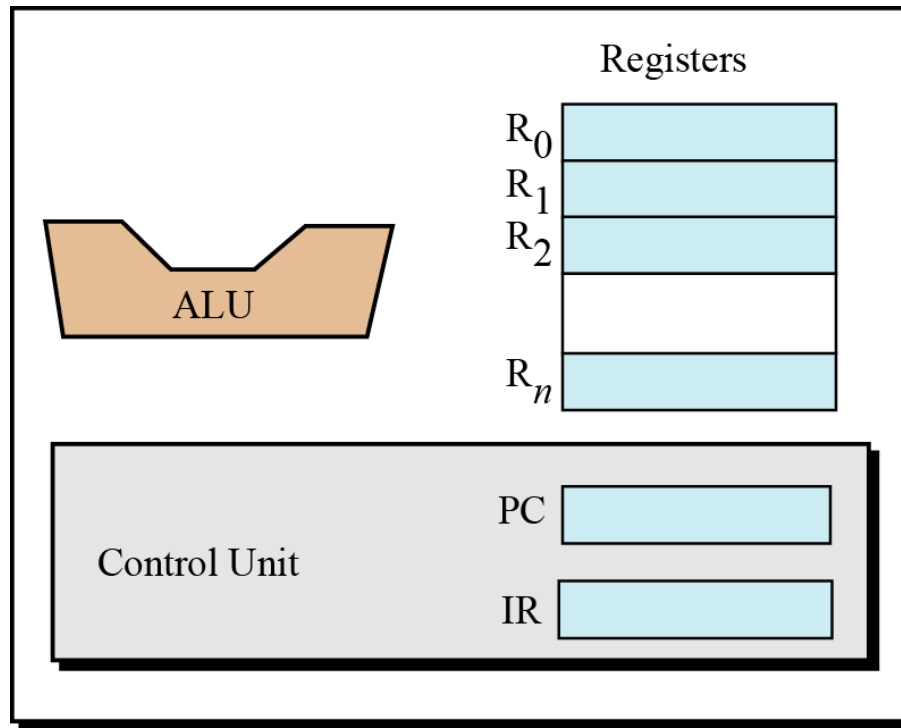 Registers
R0
R1
R2
ALU
Rn
PC
Control Unit
IR